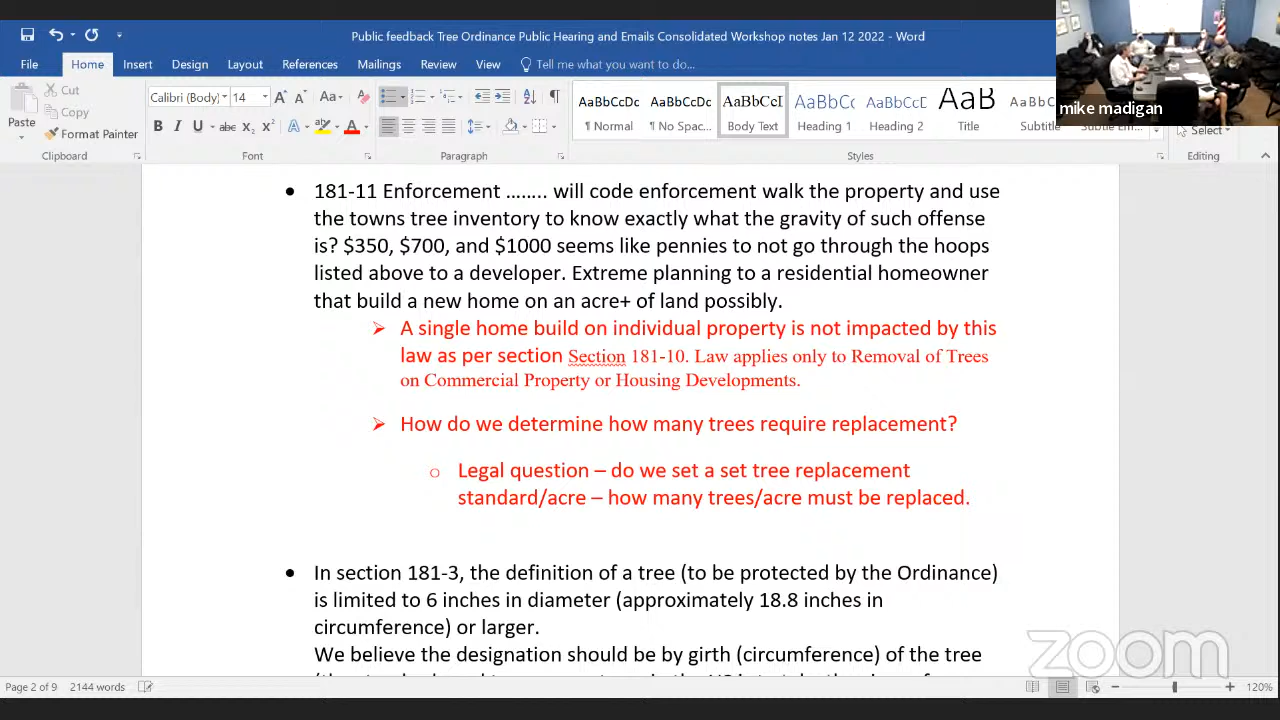 Public feedback Tree Ordinance Public Hearing and Emails Consolidated Workshop notes Jan 12 2022 - Word
File Home Insert Design Layout References Mailings Review View Tell me what you want to do...
mike madigan
Paste
Cut
Copy
Format Painter
Calibri (Body) 14
Aa
B I U abc x₂ x² A A
AaBbCcDc AaBbCcDc AaBbCcI AaBbCc AaBbCcD AaB
¶ Normal ¶ No Spac... Body Text Heading 1 Heading 2 Title Subtitle Subtle Em...
Select
Clipboard Font Paragraph Styles Editing
• 181-11 Enforcement …….. will code enforcement walk the property and use
the towns tree inventory to know exactly what the gravity of such offense
is? $350, $700, and $1000 seems like pennies to not go through the hoops
listed above to a developer. Extreme planning to a residential homeowner
that build a new home on an acre+ of land possibly.
➢ A single home build on individual property is not impacted by this
law as per section Section 181-10. Law applies only to Removal of Trees
on Commercial Property or Housing Developments.
➢ How do we determine how many trees require replacement?
o Legal question – do we set a set tree replacement
standard/acre – how many trees/acre must be replaced.
• In section 181-3, the definition of a tree (to be protected by the Ordinance)
is limited to 6 inches in diameter (approximately 18.8 inches in
circumference) or larger.
We believe the designation should be by girth (circumference) of the tree
zoom
Page 2 of 9 2144 words 120%